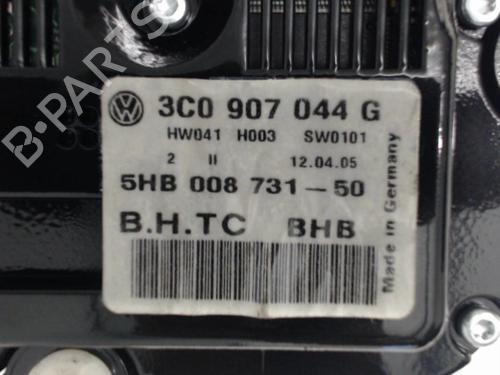 3C0 907 044 G
HW041 H003 SW0101
2 II 12.04.05
5HB 008 731-50
B.H.TC BHB
Made in Germany